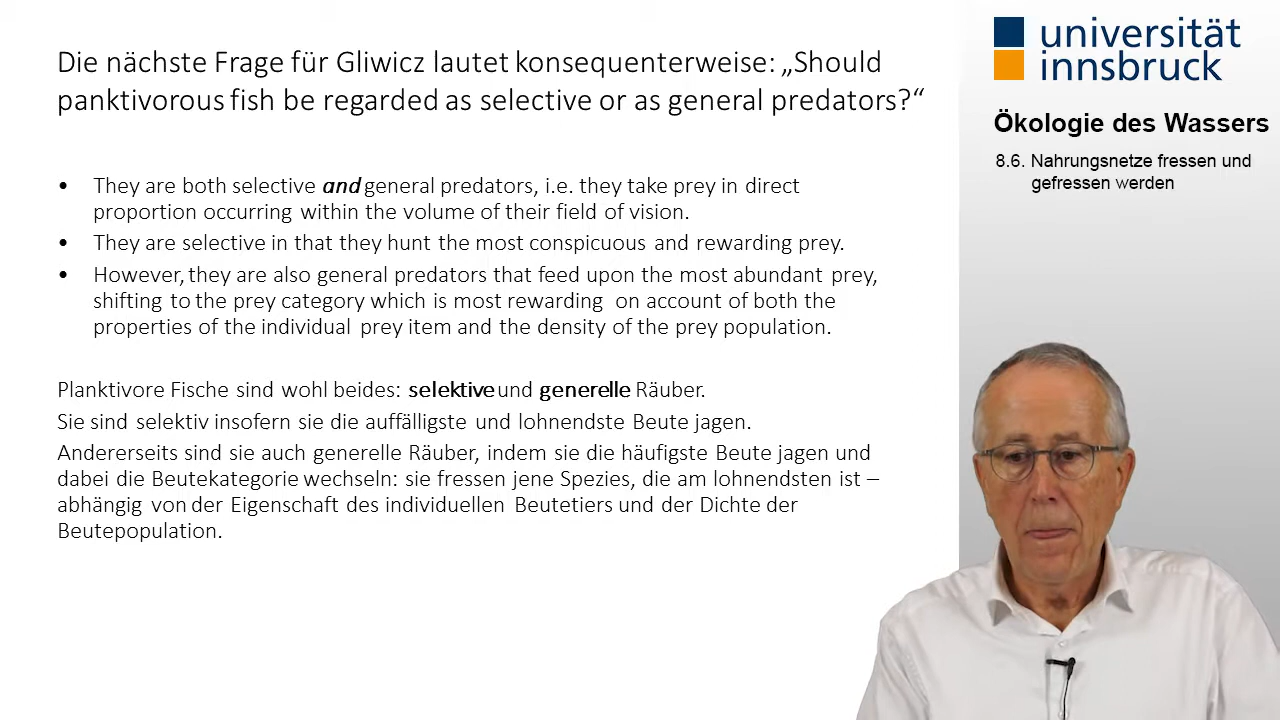 Die nächste Frage für Gliwicz lautet konsequenterweise: „Should
panktivorous fish be regarded as selective or as general predators?“
• They are both selective and general predators, i.e. they take prey in direct
proportion occurring within the volume of their field of vision.
• They are selective in that they hunt the most conspicuous and rewarding prey.
• However, they are also general predators that feed upon the most abundant prey,
shifting to the prey category which is most rewarding on account of both the
properties of the individual prey item and the density of the prey population.
Planktivore Fische sind wohl beides: selektive und generelle Räuber.
Sie sind selektiv insofern sie die auffälligste und lohnendste Beute jagen.
Andererseits sind sie auch generelle Räuber, indem sie die häufigste Beute jagen und
dabei die Beutekategorie wechseln: sie fressen jene Spezies, die am lohnendsten ist –
abhängig von der Eigenschaft des individuellen Beutetiers und der Dichte der
Beutepopulation.
universität
innsbruck
Ökologie des Wassers
8.6. Nahrungsnetze fressen und
gefressen werden